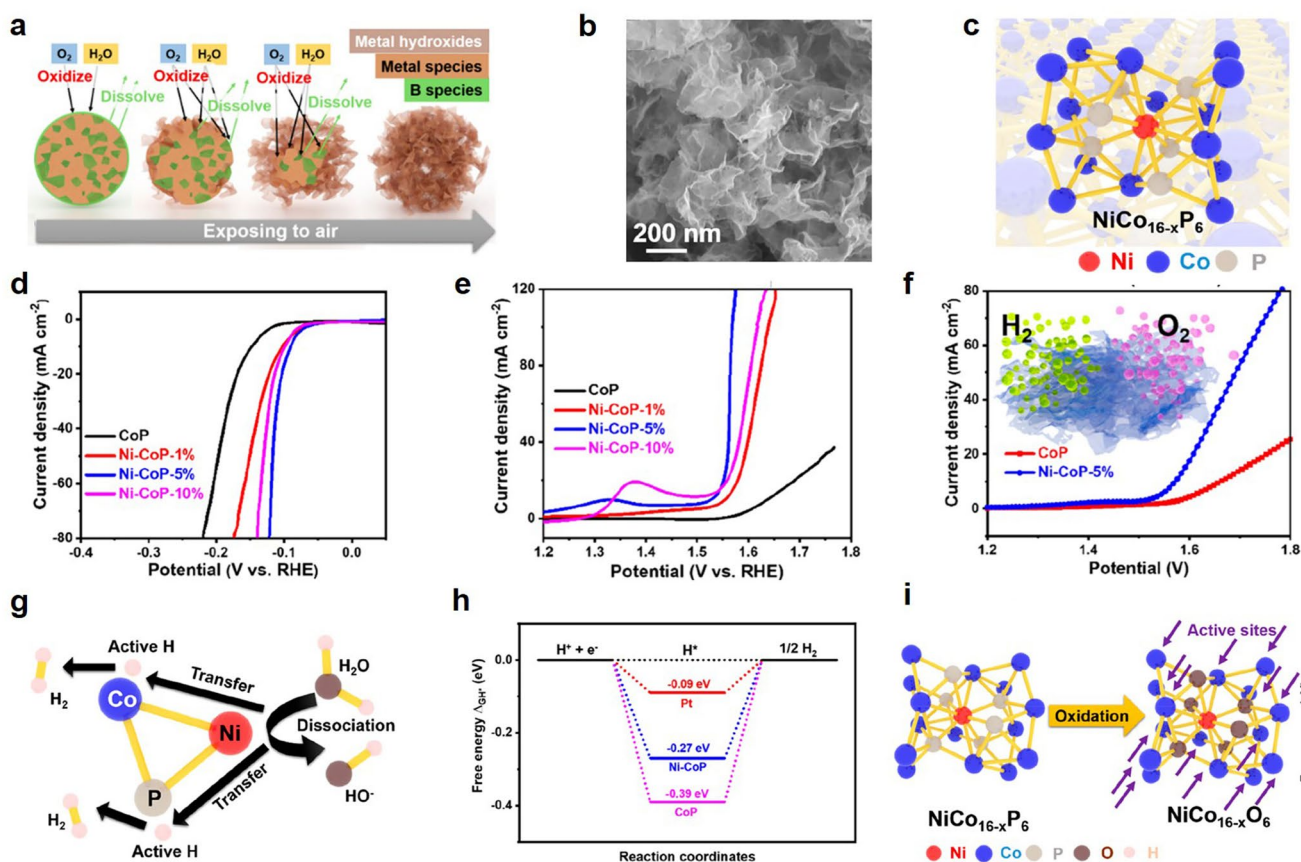 a
O₂ H₂O O₂ H₂O O₂ H₂O
Oxidize Oxidize Oxidize
Dissolve Dissolve Dissolve
Metal hydroxides
Metal species
B species
Exposing to air
b
200 nm
c
NiCo₁₆₋ₓP₆
Ni Co P
d
Current density (mA cm⁻²)
0
-20
-40
-60
-80
CoP
Ni-CoP-1%
Ni-CoP-5%
Ni-CoP-10%
-0.4 -0.3 -0.2 -0.1 0.0
Potential (V vs. RHE)
e
Current density (mA cm⁻²)
120
80
40
0
CoP
Ni-CoP-1%
Ni-CoP-5%
Ni-CoP-10%
1.2 1.3 1.4 1.5 1.6 1.7 1.8
Potential (V vs. RHE)
f
Current density (mA cm⁻²)
80
60
40
20
0
H₂ O₂
CoP
Ni-CoP-5%
1.2 1.4 1.6 1.8
Potential (V)
g
Active H
H₂
Transfer
H₂O
Co
Ni
Dissociation
P
Transfer
HO⁻
H₂
Active H
h
Free energy Δ_GH* (eV)
0.0
-0.2
-0.4
H⁺ + e⁻ H* 1/2 H₂
-0.09 eV
Pt
-0.27 eV
Ni-CoP
-0.39 eV
CoP
Reaction coordinates
i
Active sites
Oxidation
NiCo₁₆₋ₓP₆ NiCo₁₆₋ₓO₆
Ni Co P O H